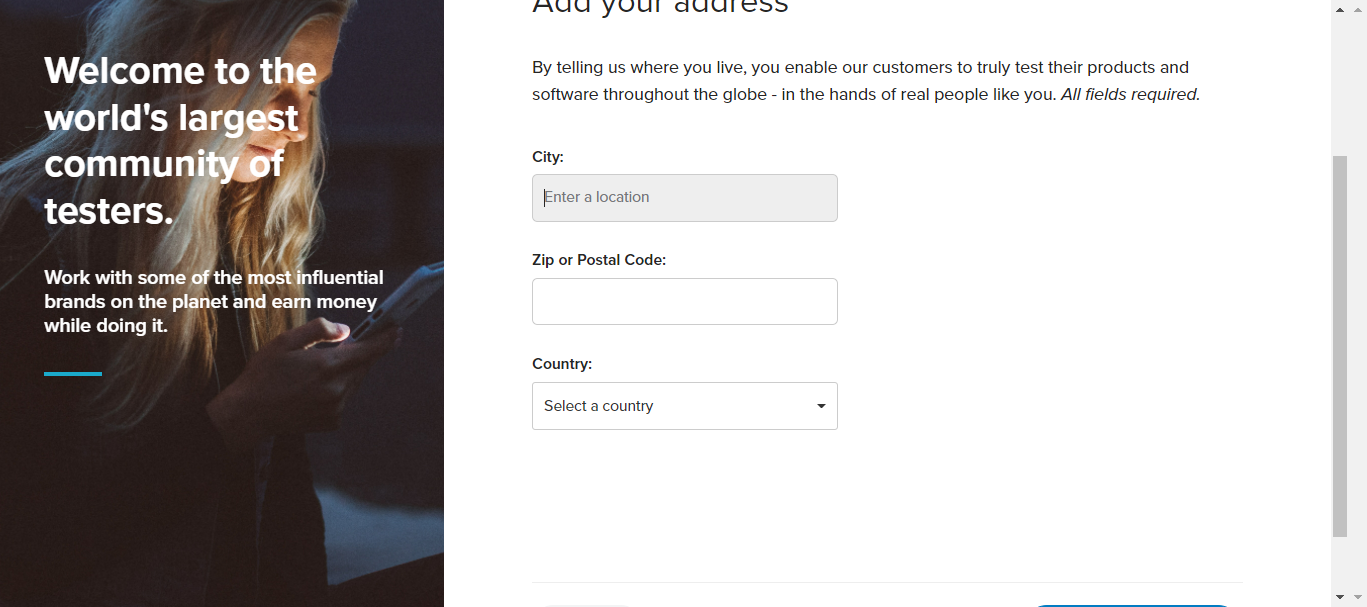 Welcome to the
world's largest
community of
testers.
Work with some of the most influential
brands on the planet and earn money
while doing it.
Add your address
By telling us where you live, you enable our customers to truly test their products and
software throughout the globe - in the hands of real people like you. All fields required.
City:
Enter a location
Zip or Postal Code:
Country:
Select a country